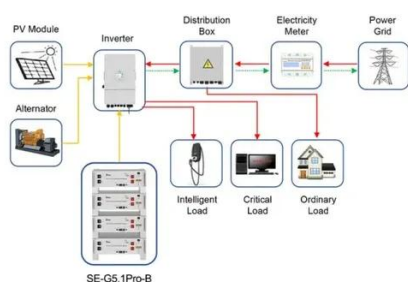 PV Module
Inverter
Distribution
Box
Electricity
Meter
Power
Grid
Alternator
Intelligent
Load
Critical
Load
Ordinary
Load
SE-G5.1Pro-B